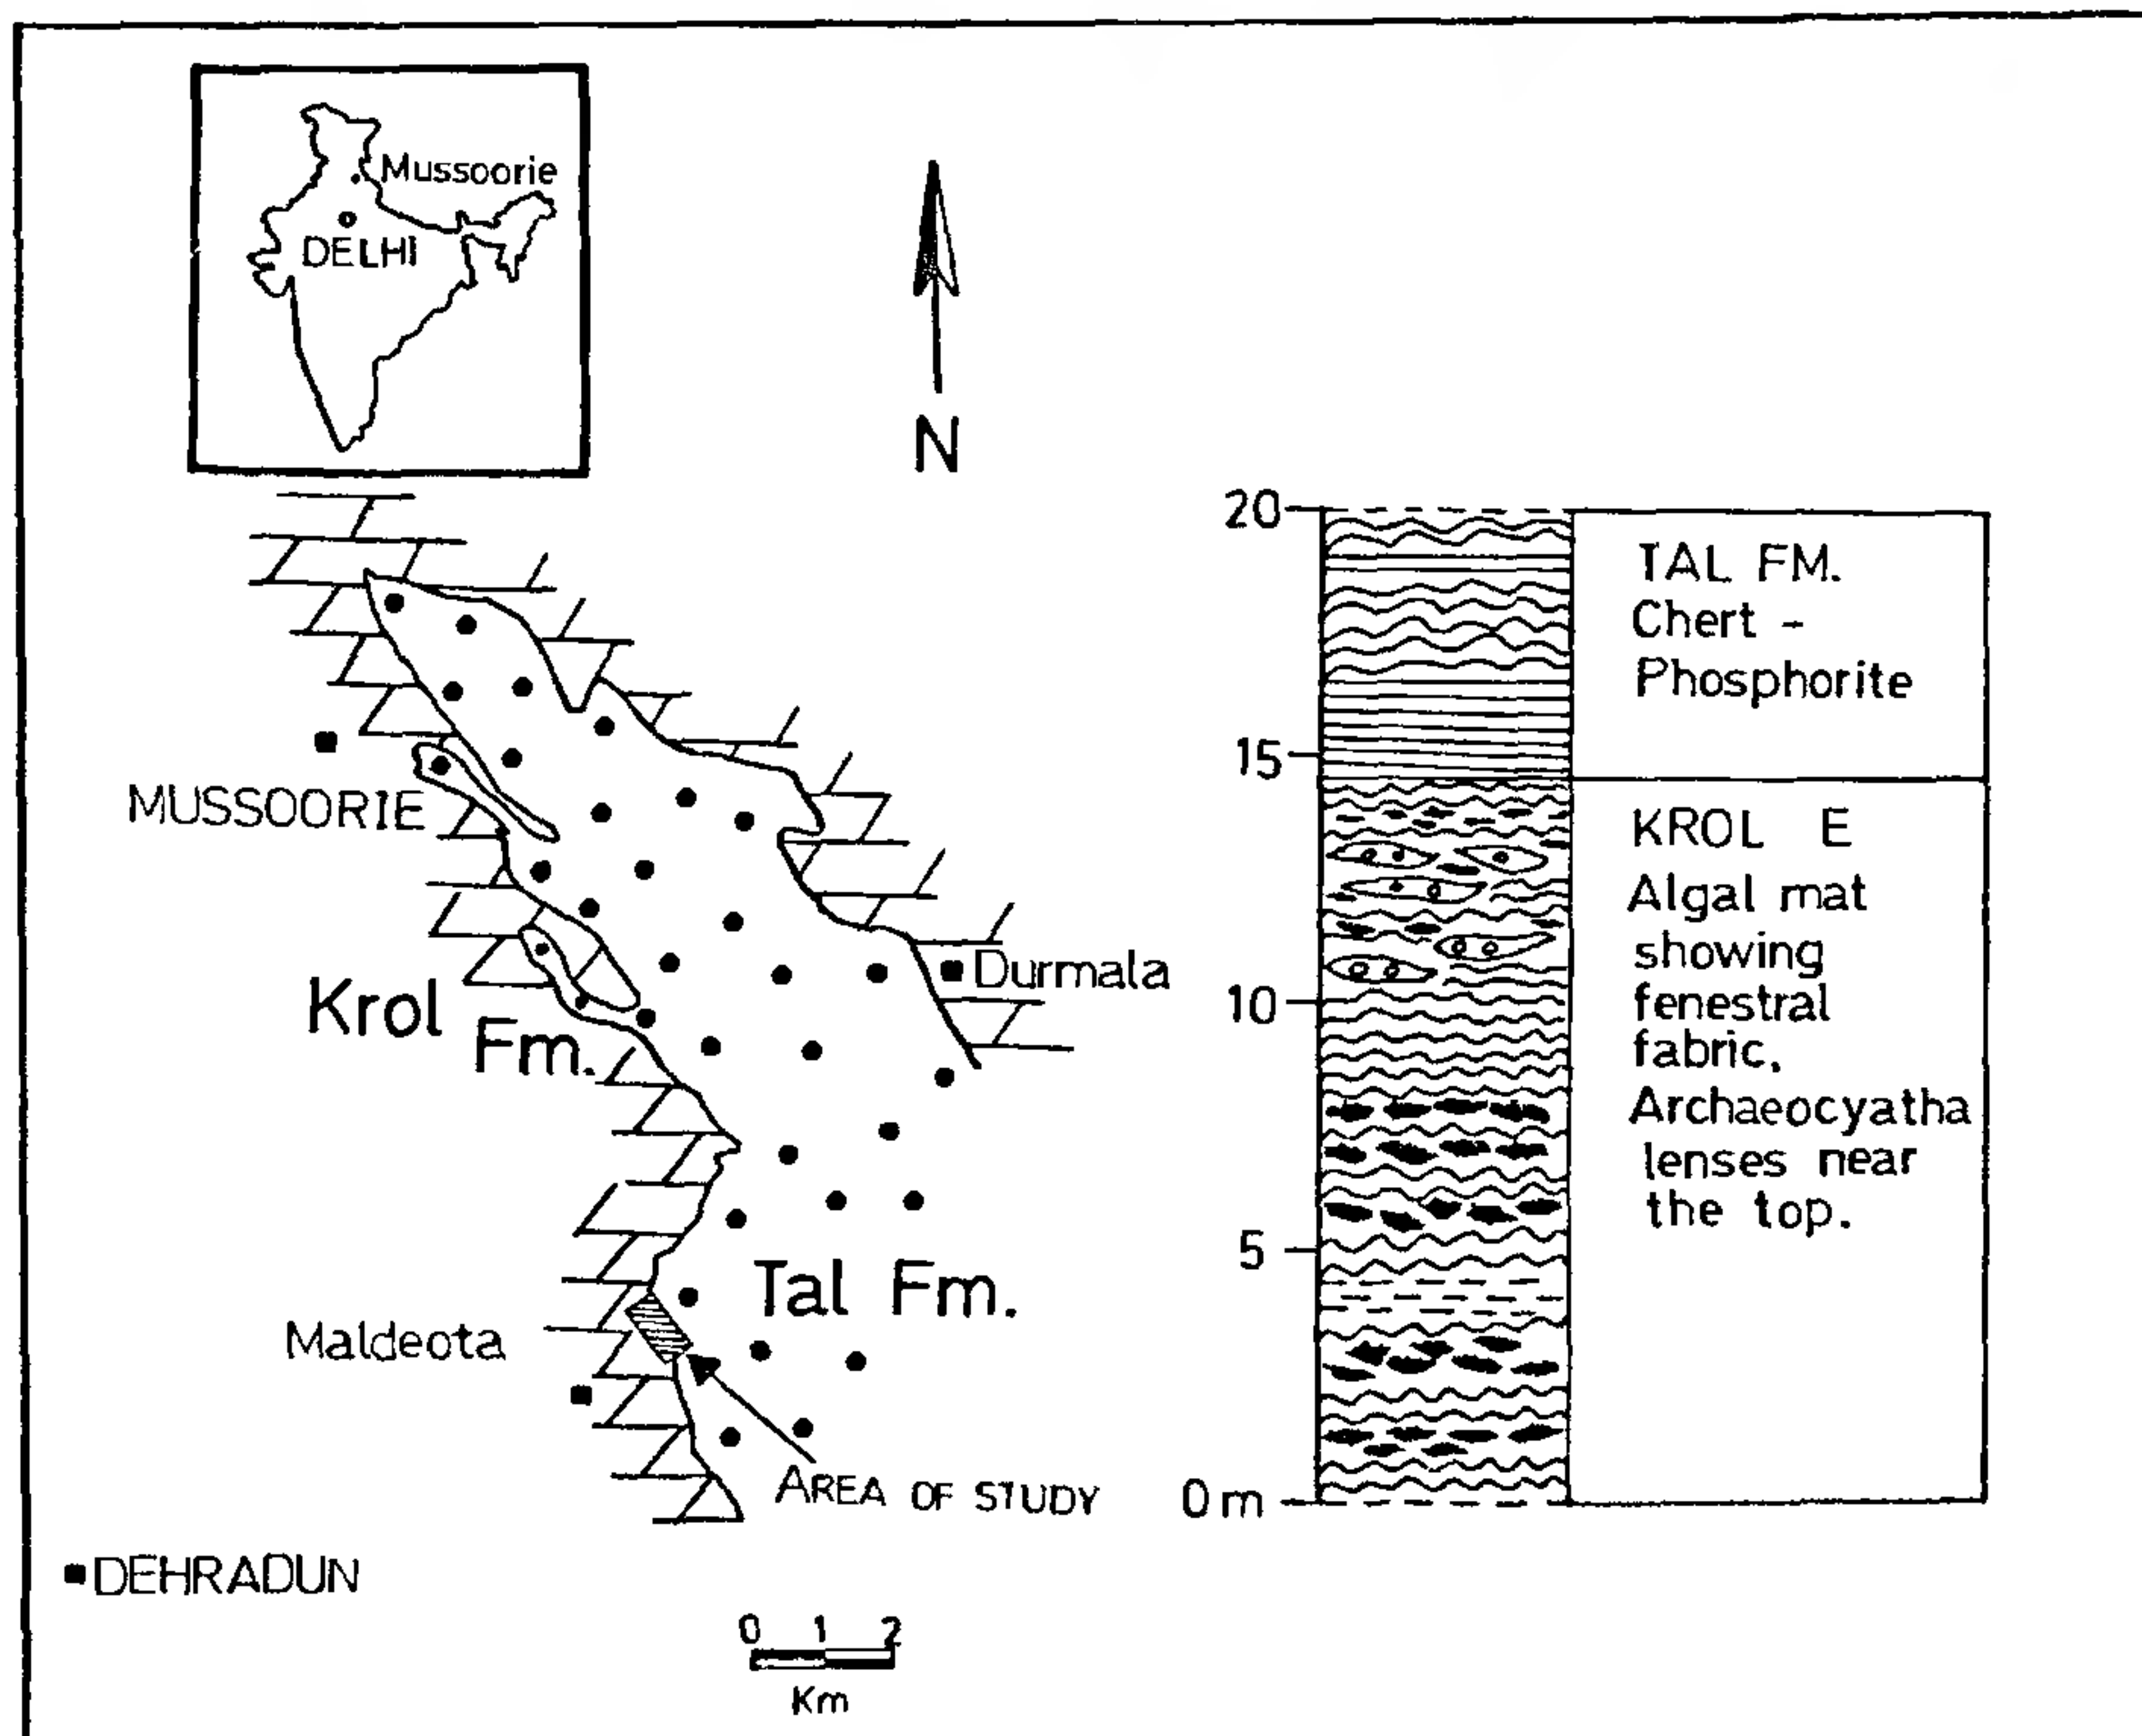 Mussoorie
DELHI
N
MUSSOORIE
Durmala
Krol
Fm.
Tal Fm.
Maldeota
AREA OF STUDY
DEHRADUN
0 1 2
Km
20
15
10
5
0m
TAL FM.
Chert -
Phosphorite
KROL E
Algal mat
showing
fenestral
fabric.
Archaeocyatha
lenses near
the top.